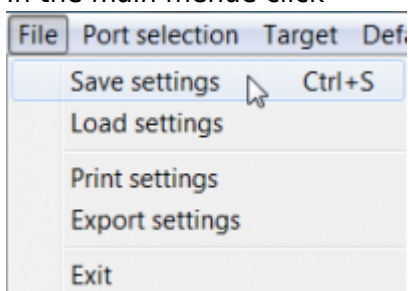 In the main menus click
File Port selection Target Defa
Save settings Ctrl+S
Load settings
Print settings
Export settings
Exit